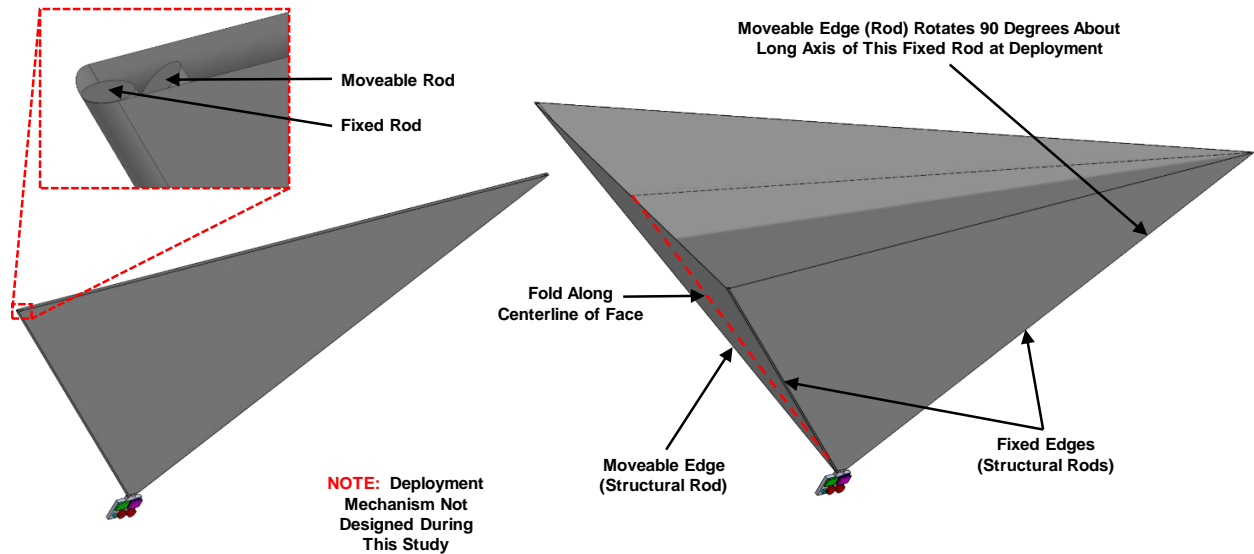 Moveable Rod
Fixed Rod
Moveable Edge (Rod) Rotates 90 Degrees About
Long Axis of This Fixed Rod at Deployment
Fold Along
Centerline of Face
Moveable Edge
(Structural Rod)
Fixed Edges
(Structural Rods)
NOTE: Deployment
Mechanism Not
Designed During
This Study